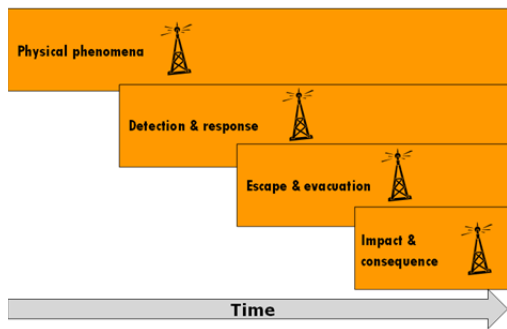 Physical phenomena
Detection & response
Escape & evacuation
Impact &
consequence
Time